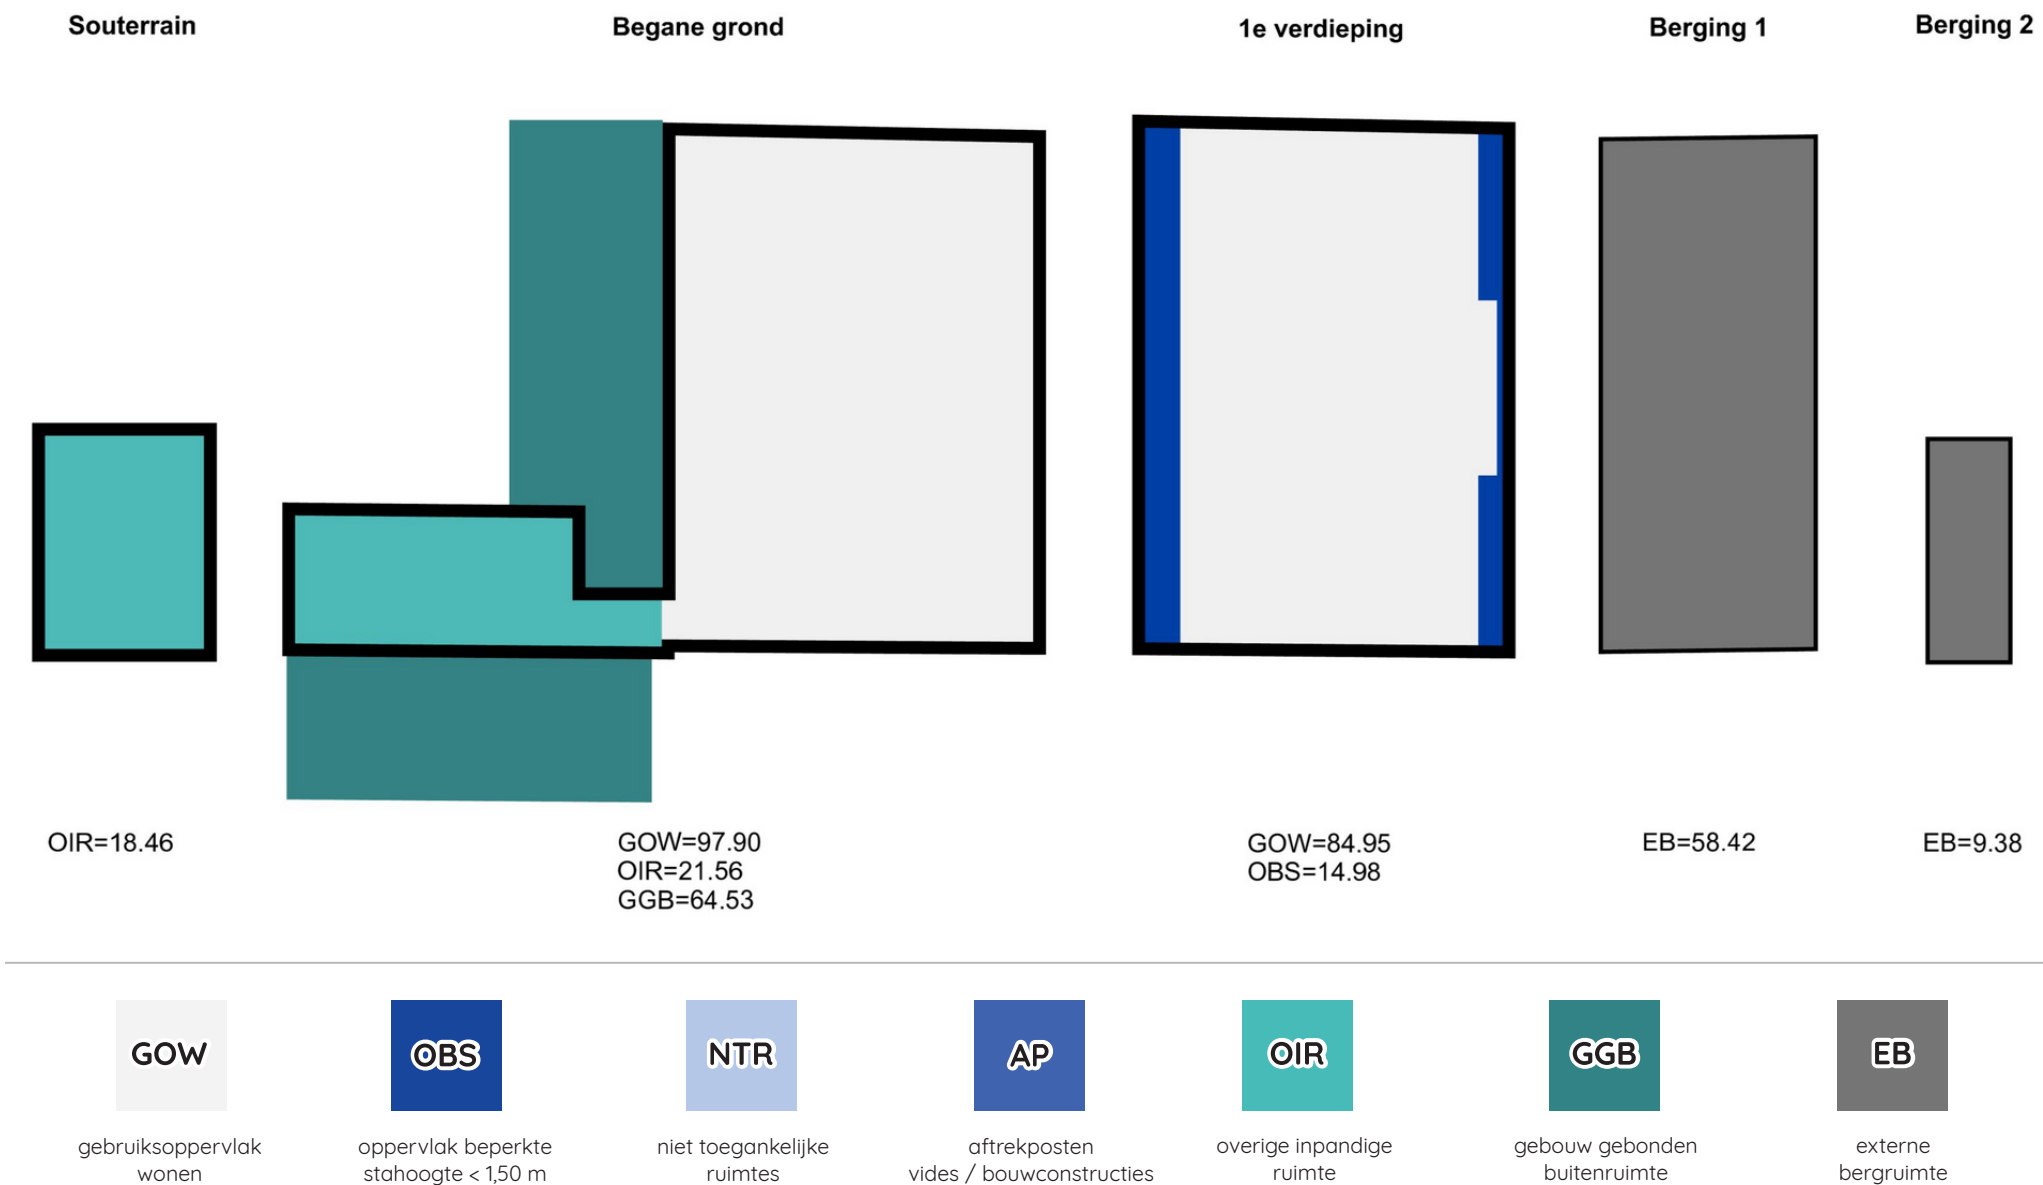 Souterrain
Begane grond
1e verdieping
Berging 1
Berging 2
OIR=18.46
GOW=97.90
OIR=21.56
GGB=64.53
GOW=84.95
OBS=14.98
EB=58.42
EB=9.38
GOW
gebruiksoppervlak
wonen
OBS
oppervlak beperkte
stahoogte < 1,50 m
NTR
niet toegankelijke
ruimtes
AP
aftrekposten
vides / bouwconstructies
OIR
overige inpandige
ruimte
GGB
gebouw gebonden
buitenruimte
EB
externe
bergruimte